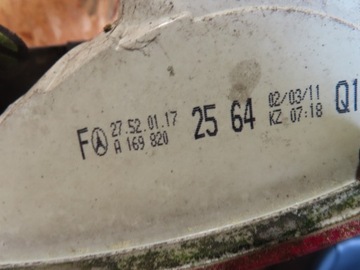 F 27.52.01.17 25 64 02/03/11 Q1
A 169 820 KZ 07:18